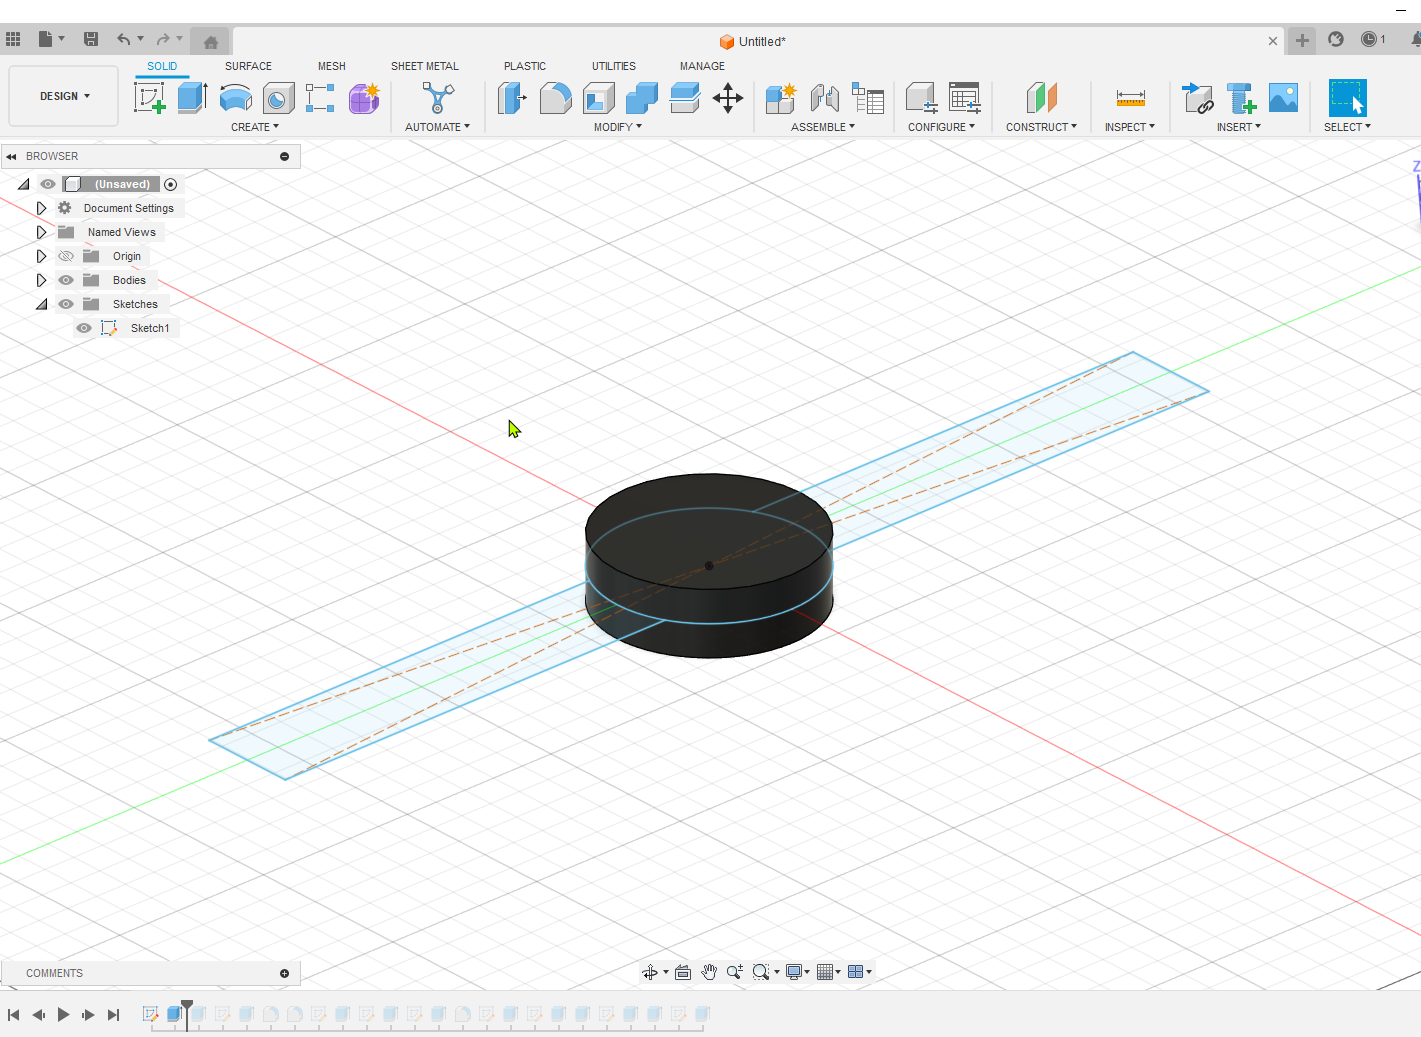 Untitled*
1
DESIGN
SOLID
SURFACE
MESH
SHEET METAL
PLASTIC
UTILITIES
MANAGE
CREATE
AUTOMATE
MODIFY
ASSEMBLE
CONFIGURE
CONSTRUCT
INSPECT
INSERT
SELECT
BROWSER
(Unsaved)
Document Settings
Named Views
Origin
Bodies
Sketches
Sketch1
Z
COMMENTS